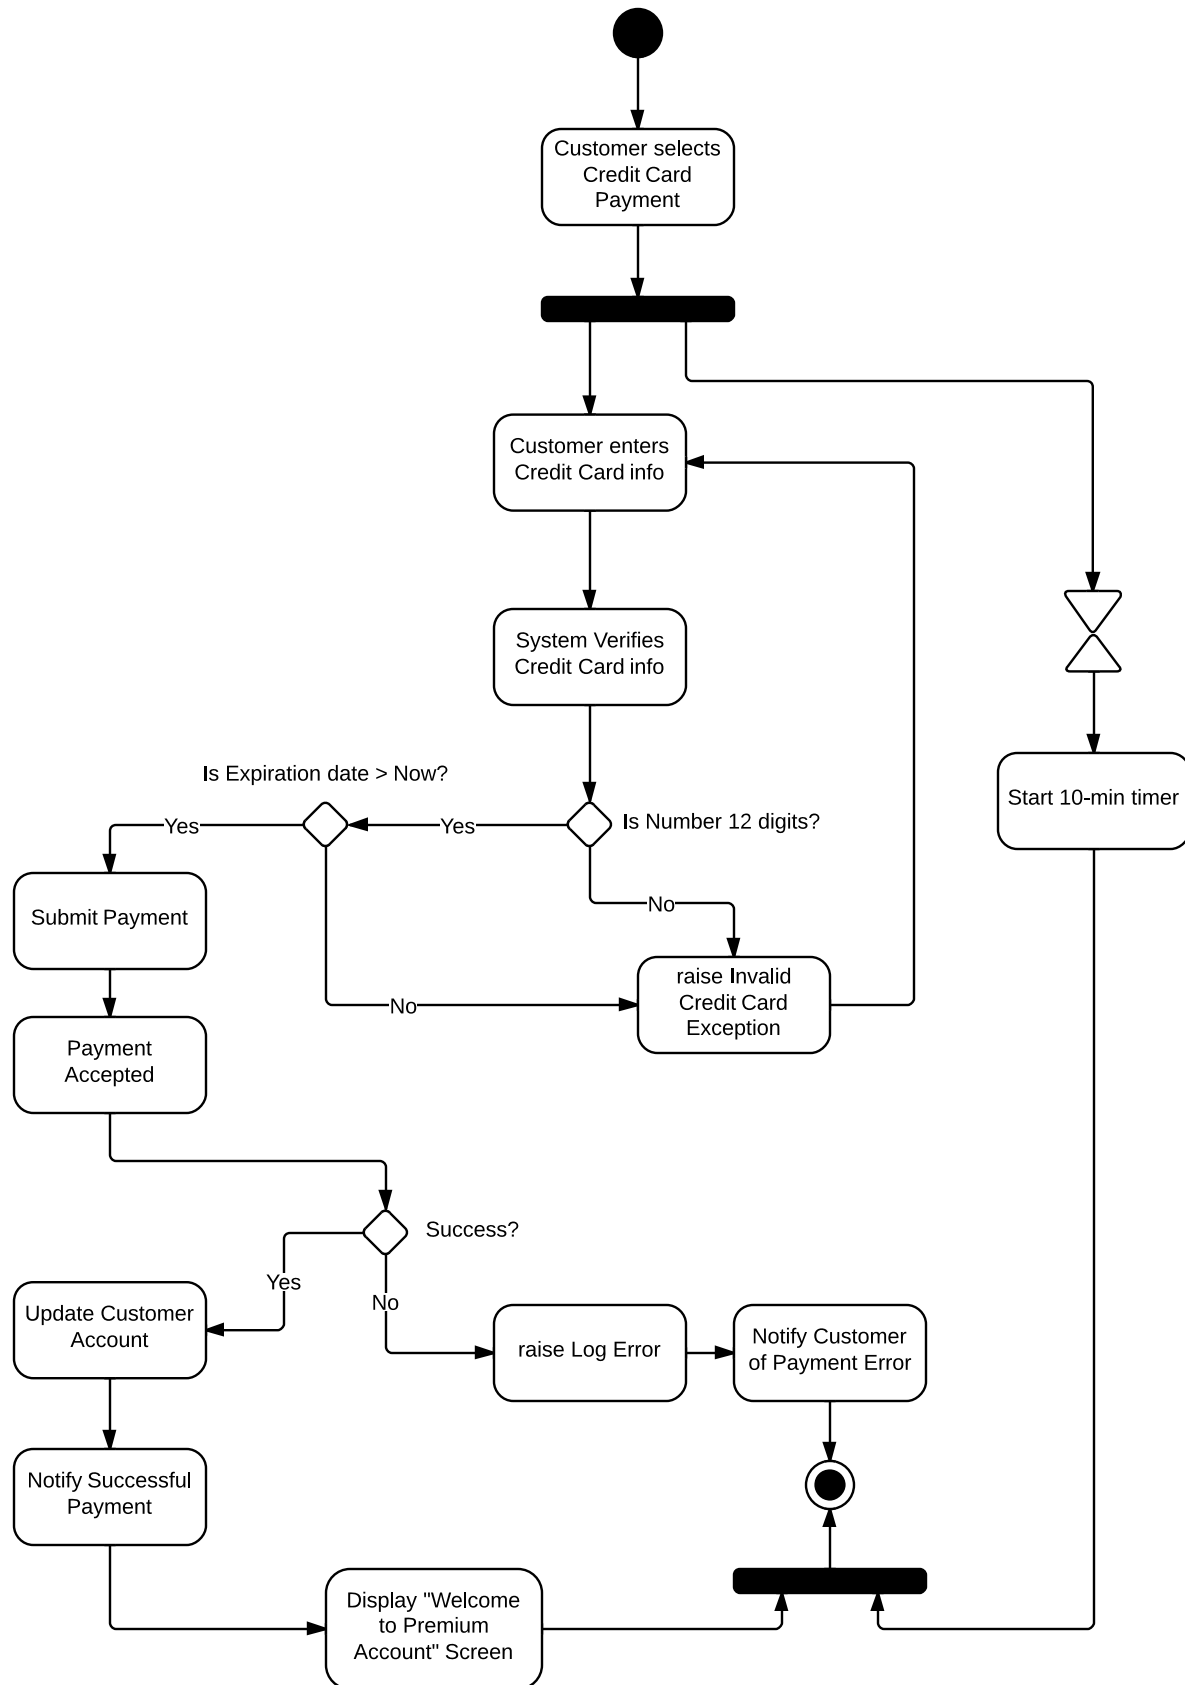 Customer selects
Credit Card
Payment
Customer enters
Credit Card info
System Verifies
Credit Card info
Is Expiration date > Now?
Start 10-min timer
Yes
Yes
Is Number 12 digits?
Submit Payment
No
raise Invalid
Credit Card
Exception
No
Payment
Accepted
Success?
Yes
No
Update Customer
Account
raise Log Error
Notify Customer
of Payment Error
Notify Successful
Payment
Display "Welcome
to Premium
Account" Screen